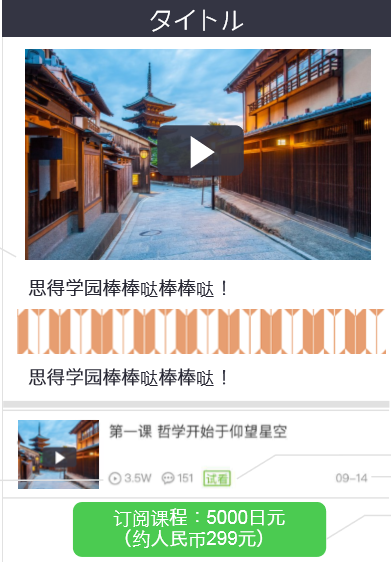 タイトル
思得学园棒棒哒棒棒哒！
思得学园棒棒哒棒棒哒！
第一课 哲学开始于仰望星空
3.5W 151 试看 09-14
订阅课程：5000日元
（约人民币299元）